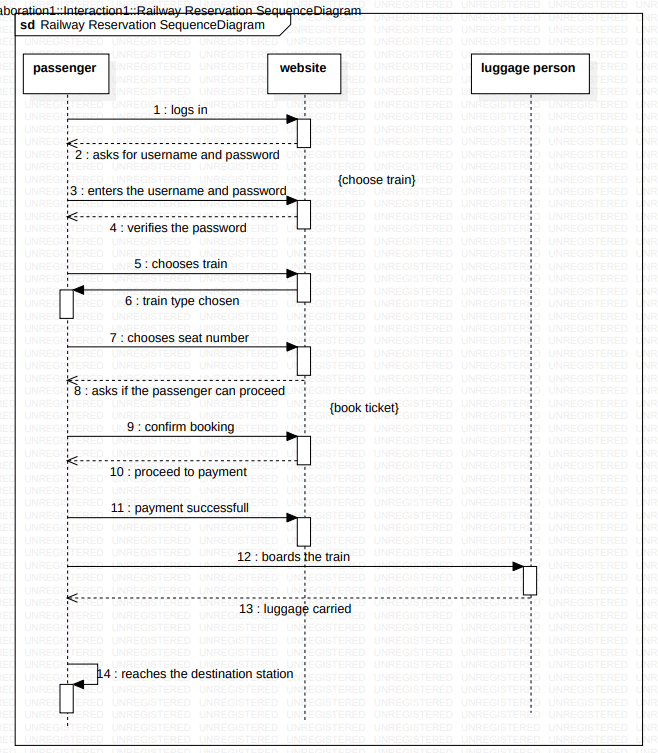 aboration1::Interaction1::Railway Reservation SequenceDiagram
sd Railway Reservation SequenceDiagram
passenger
website
luggage person
1 : logs in
2 : asks for username and password
{choose train}
3 : enters the username and password
4 : verifies the password
5 : chooses train
6 : train type chosen
7 : chooses seat number
8 : asks if the passenger can proceed
{book ticket}
9 : confirm booking
10 : proceed to payment
11 : payment successfull
12 : boards the train
13 : luggage carried
14 : reaches the destination station